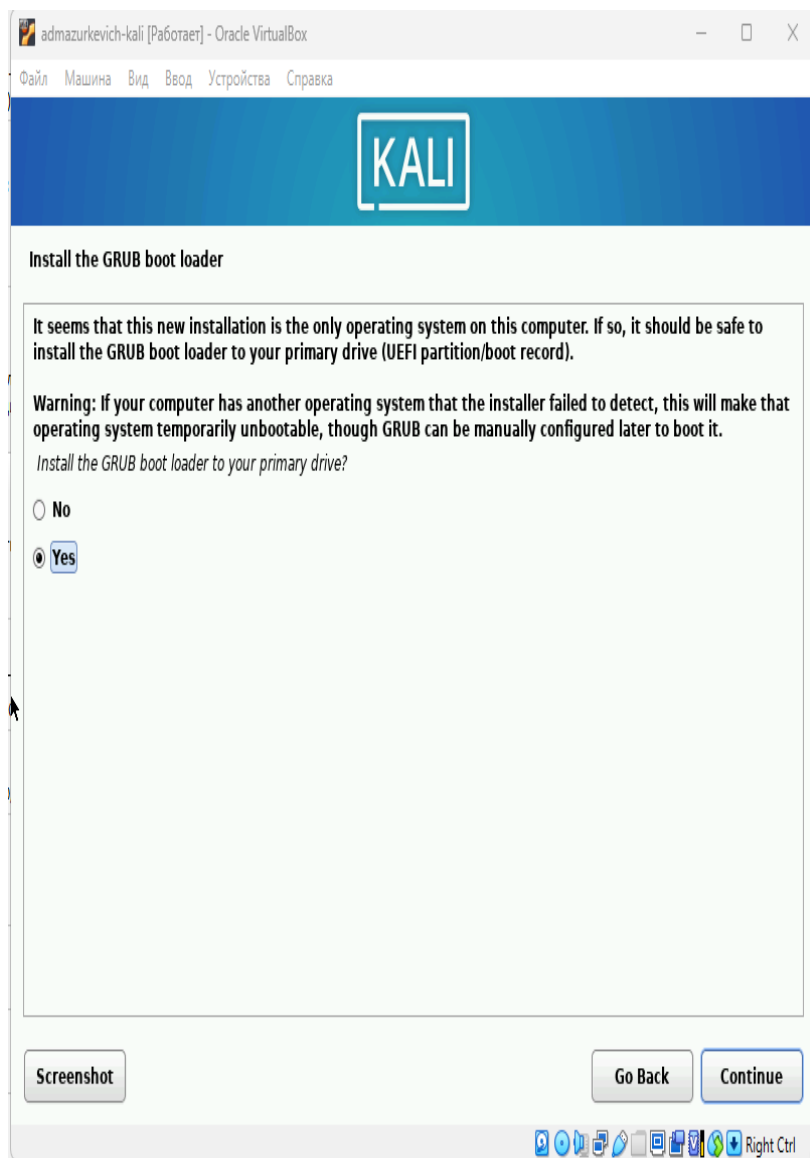 admazurkevich-kali [Работает] - Oracle VirtualBox
Файл Машина Вид Ввод Устройства Справка
KALI
Install the GRUB boot loader
It seems that this new installation is the only operating system on this computer. If so, it should be safe to
install the GRUB boot loader to your primary drive (UEFI partition/boot record).
Warning: If your computer has another operating system that the installer failed to detect, this will make that
operating system temporarily unbootable, though GRUB can be manually configured later to boot it.
Install the GRUB boot loader to your primary drive?
No
Yes
Screenshot Go Back Continue
Right Ctrl